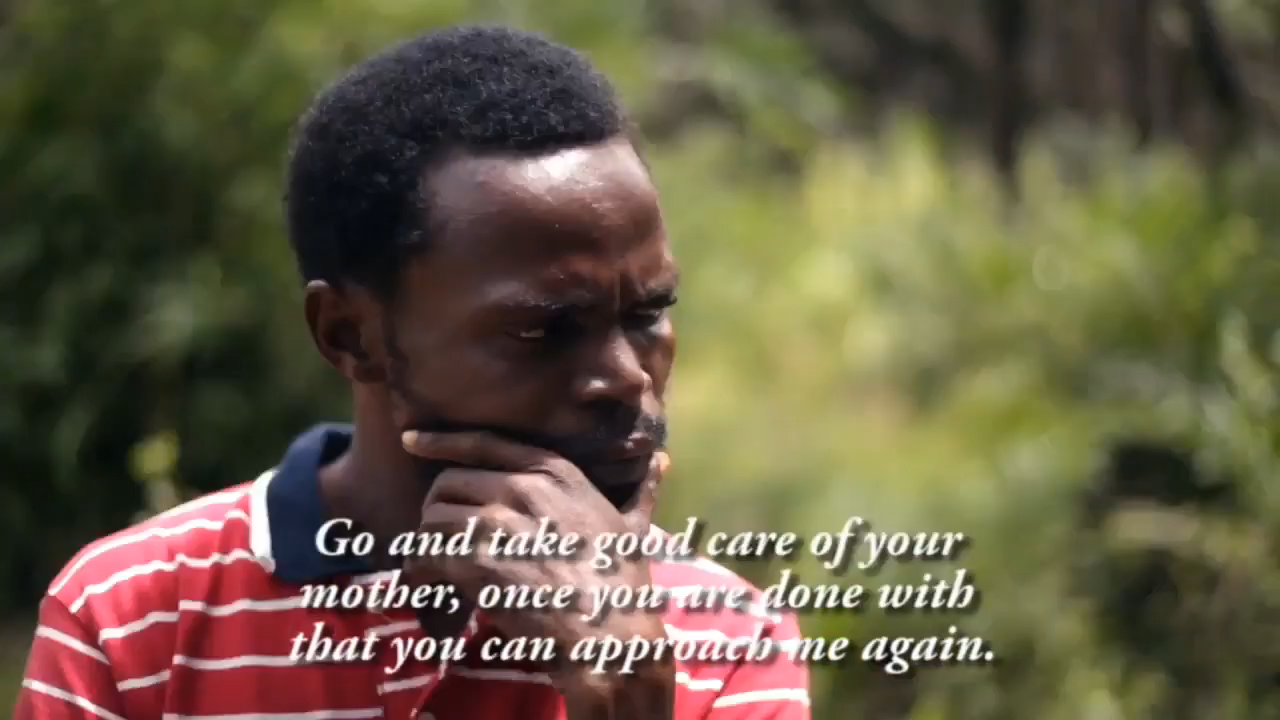 Go and take good care of your
mother, once you are done with
that you can approach me again.